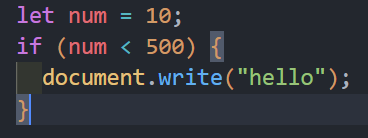 let num = 10;
if (num < 500) {
  document.write("hello");
}